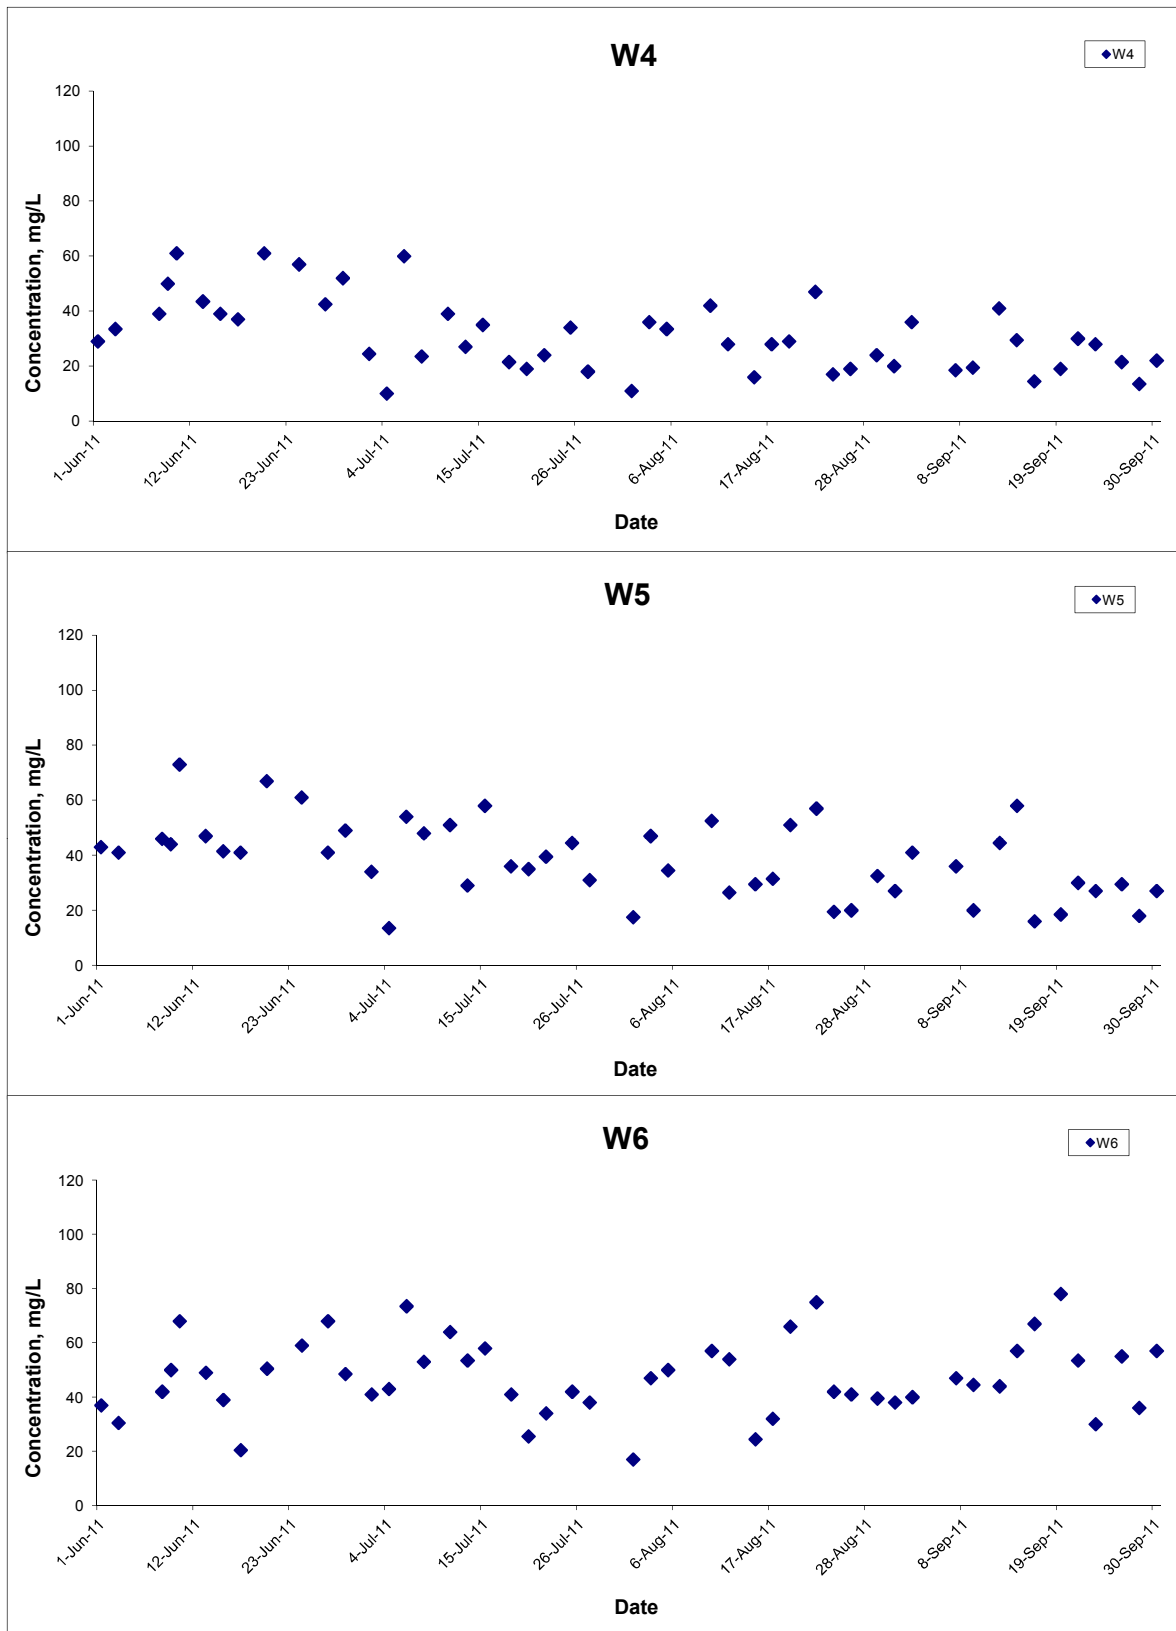 W4
W4
120
100
80
60
40
20
0
Concentration, mg/L
1-Jun-11 12-Jun-11 23-Jun-11 4-Jul-11 15-Jul-11 26-Jul-11 6-Aug-11 17-Aug-11 28-Aug-11 8-Sep-11 19-Sep-11 30-Sep-11
Date
W5
W5
120
100
80
60
40
20
0
Concentration, mg/L
1-Jun-11 12-Jun-11 23-Jun-11 4-Jul-11 15-Jul-11 26-Jul-11 6-Aug-11 17-Aug-11 28-Aug-11 8-Sep-11 19-Sep-11 30-Sep-11
Date
W6
W6
120
100
80
60
40
20
0
Concentration, mg/L
1-Jun-11 12-Jun-11 23-Jun-11 4-Jul-11 15-Jul-11 26-Jul-11 6-Aug-11 17-Aug-11 28-Aug-11 8-Sep-11 19-Sep-11 30-Sep-11
Date